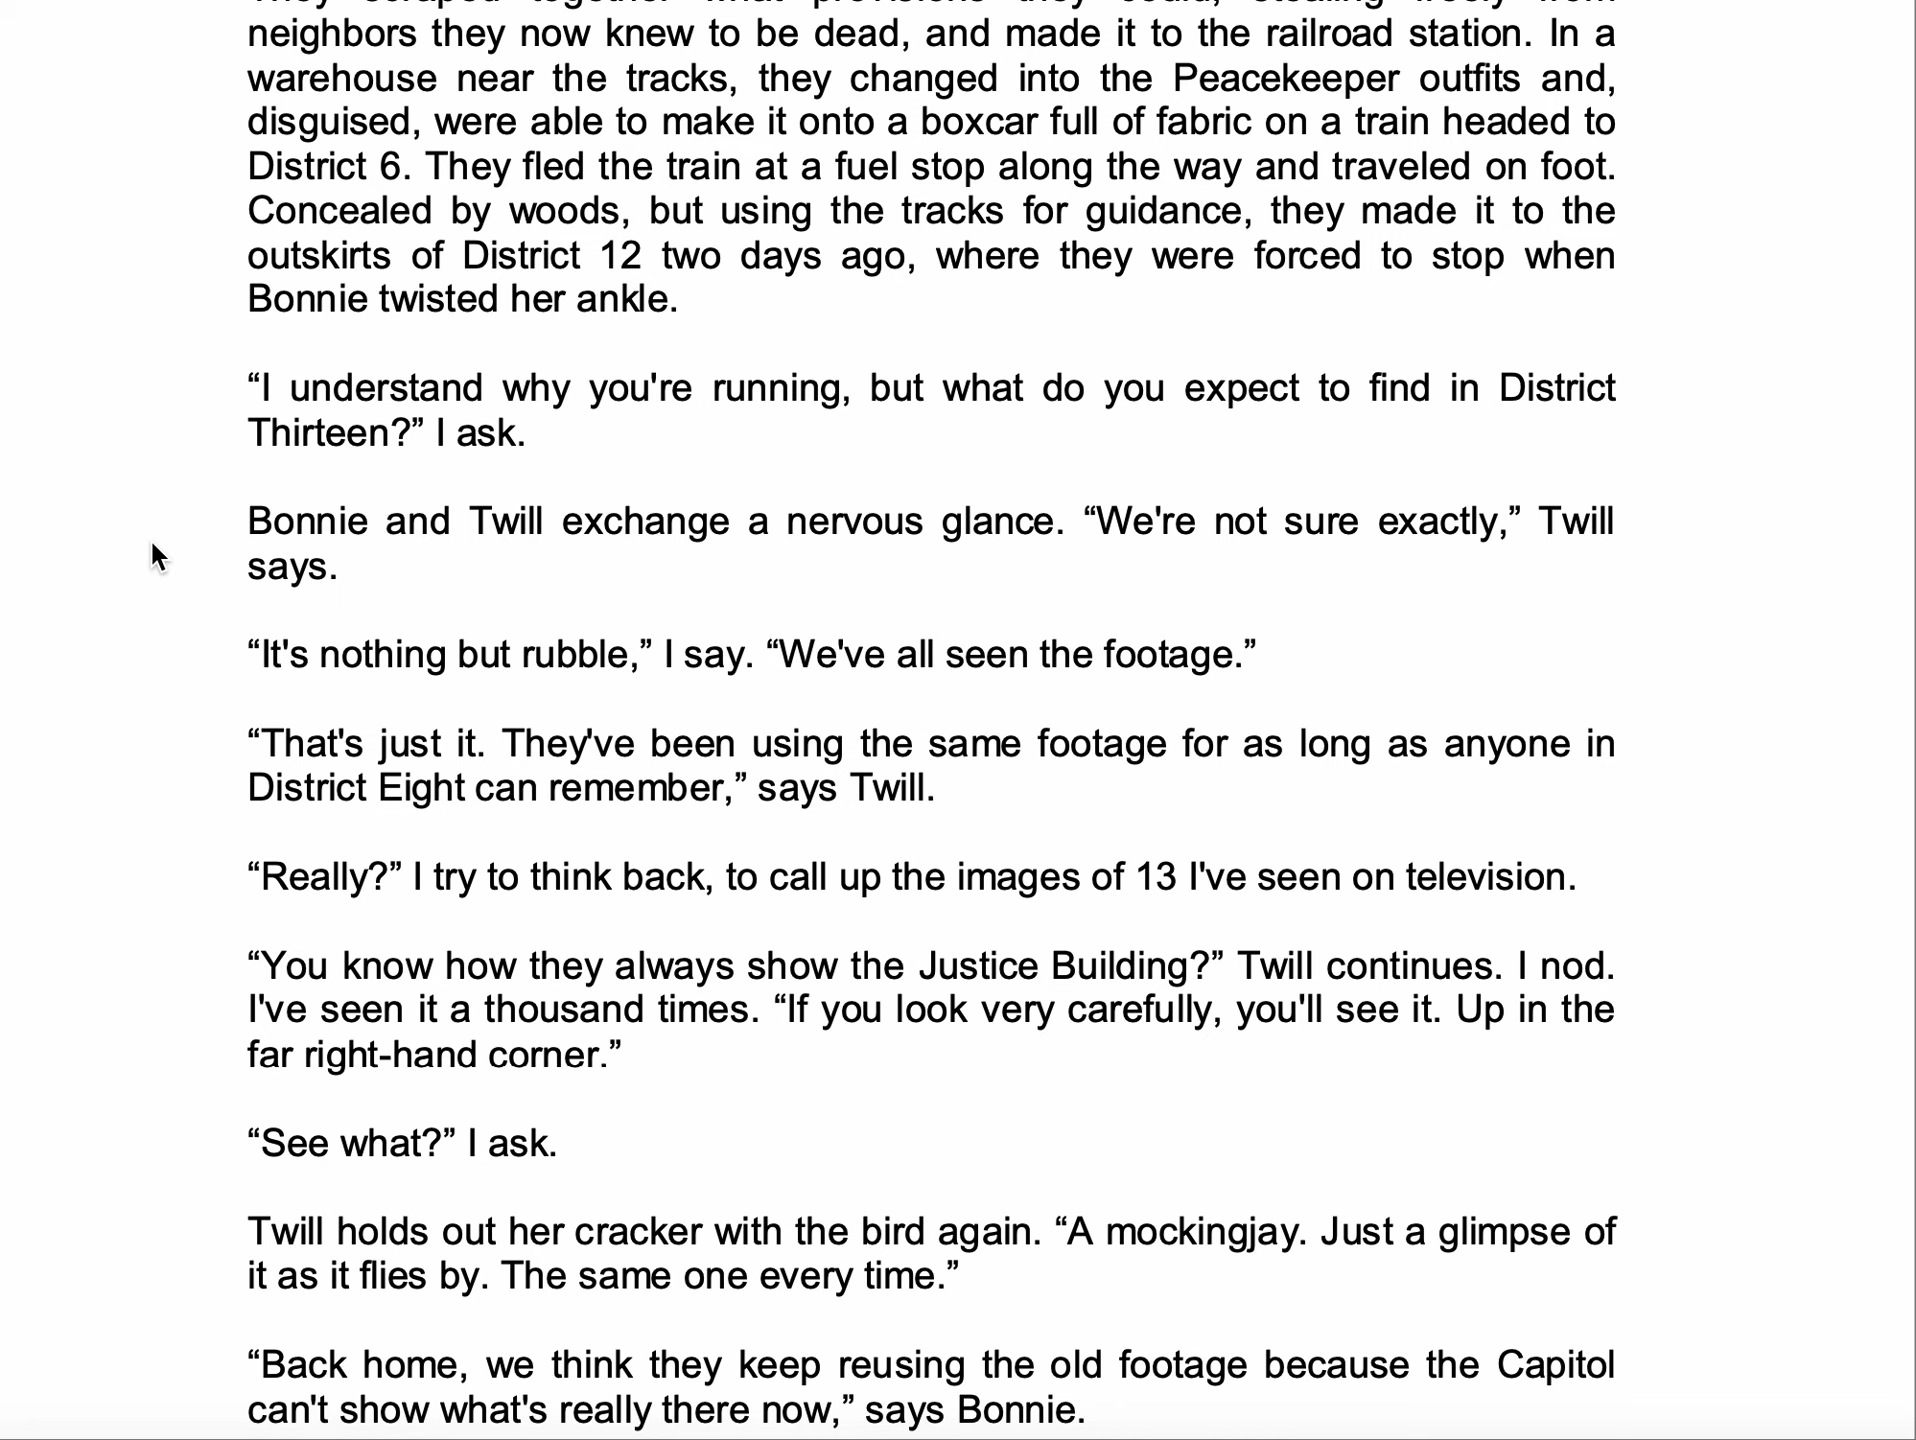 They scraped together what provisions they could, stealing freely from
neighbors they now knew to be dead, and made it to the railroad station. In a
warehouse near the tracks, they changed into the Peacekeeper outfits and,
disguised, were able to make it onto a boxcar full of fabric on a train headed to
District 6. They fled the train at a fuel stop along the way and traveled on foot.
Concealed by woods, but using the tracks for guidance, they made it to the
outskirts of District 12 two days ago, where they were forced to stop when
Bonnie twisted her ankle.
“I understand why you're running, but what do you expect to find in District
Thirteen?” I ask.
Bonnie and Twill exchange a nervous glance. “We're not sure exactly,” Twill
says.
“It's nothing but rubble,” I say. “We've all seen the footage.”
“That's just it. They've been using the same footage for as long as anyone in
District Eight can remember,” says Twill.
“Really?” I try to think back, to call up the images of 13 I've seen on television.
“You know how they always show the Justice Building?” Twill continues. I nod.
I've seen it a thousand times. “If you look very carefully, you'll see it. Up in the
far right-hand corner.”
“See what?” I ask.
Twill holds out her cracker with the bird again. “A mockingjay. Just a glimpse of
it as it flies by. The same one every time.”
“Back home, we think they keep reusing the old footage because the Capitol
can't show what's really there now,” says Bonnie.